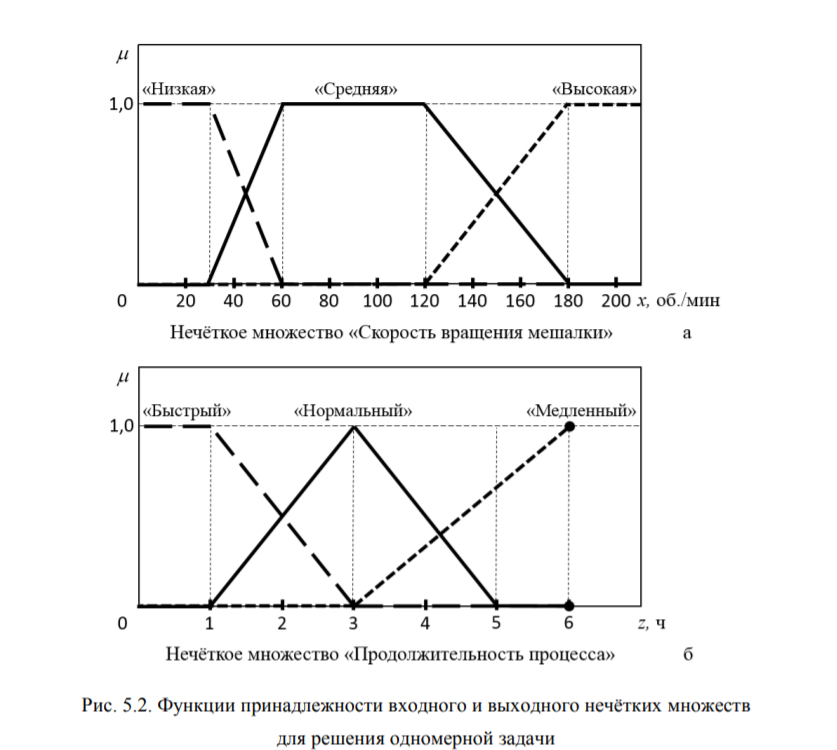 μ
«Низкая» «Средняя» «Высокая»
1,0
0 20 40 60 80 100 120 140 160 180 200 x, об./мин
Нечёткое множество «Скорость вращения мешалки» а
μ
«Быстрый» «Нормальный» «Медленный»
1,0
0 1 2 3 4 5 6 z, ч
Нечёткое множество «Продолжительность процесса» б
Рис. 5.2. Функции принадлежности входного и выходного нечётких множеств
для решения одномерной задачи